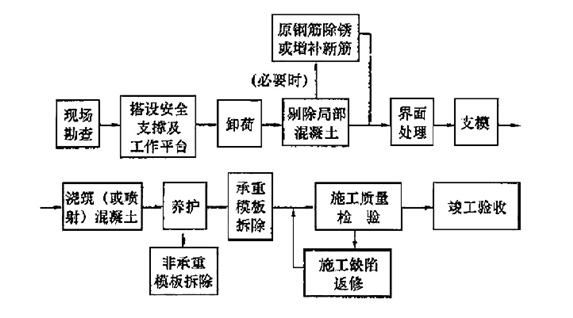 原钢筋除锈
或增补新筋
(必要时)
现场
勘查
搭设安全
支撑及
工作平台
卸荷
剔除局部
混凝土
界面
处理
支模
浇筑（或喷
射）混凝土
养护
承重
模板
拆除
施工质量
检 验
竣工验收
非承重
模板拆除
施工缺陷
返修